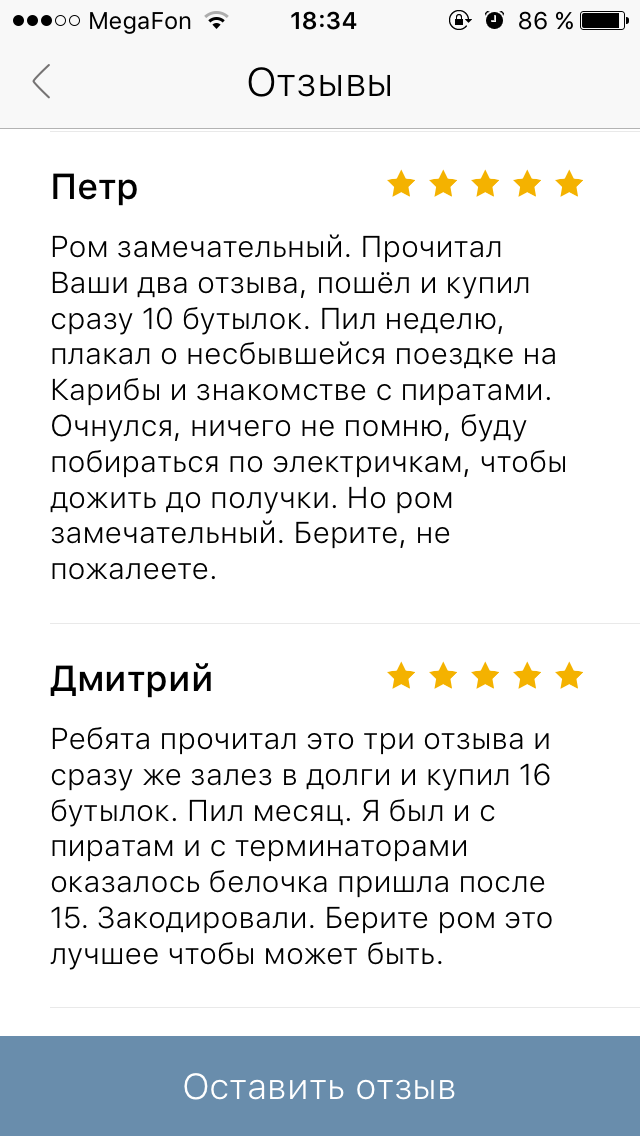 MegaFon 18:34 86 %
Отзывы
Петр
Ром замечательный. Прочитал
Ваши два отзыва, пошёл и купил
сразу 10 бутылок. Пил неделю,
плакал о несбывшейся поездке на
Карибы и знакомстве с пиратами.
Очнулся, ничего не помню, буду
побираться по электричкам, чтобы
дожить до получки. Но ром
замечательный. Берите, не
пожалеете.
Дмитрий
Ребята прочитал это три отзыва и
сразу же залез в долги и купил 16
бутылок. Пил месяц. Я был и с
пиратам и с терминаторами
оказалось белочка пришла после
15. Закодировали. Берите ром это
лучшее чтобы может быть.
Оставить отзыв